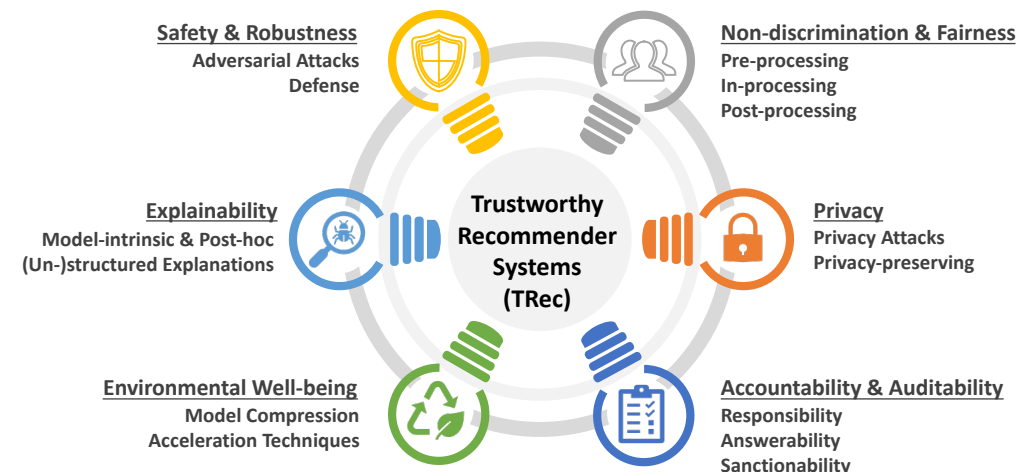 Safety & Robustness
Adversarial Attacks
Defense
Non-discrimination & Fairness
Pre-processing
In-processing
Post-processing
Explainability
Model-intrinsic & Post-hoc
(Un-)structured Explanations
Trustworthy
Recommender
Systems
(TRec)
Privacy
Privacy Attacks
Privacy-preserving
Environmental Well-being
Model Compression
Acceleration Techniques
Accountability & Auditability
Responsibility
Answerability
Sanctionability